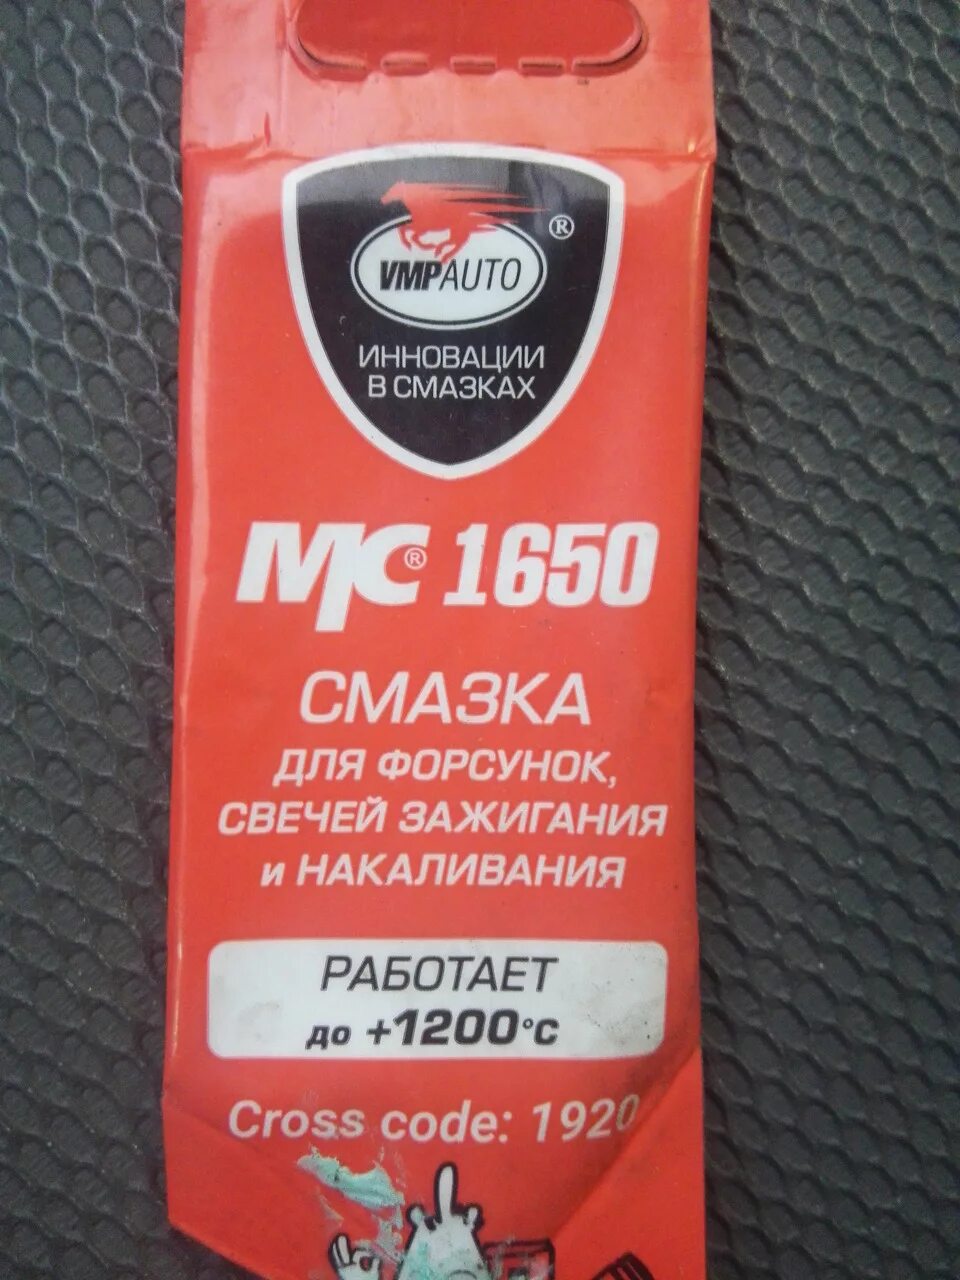 VMPAUTO ®
ИННОВАЦИИ
В СМАЗКАХ
МС® 1650
СМАЗКА
ДЛЯ ФОРСУНОК,
СВЕЧЕЙ ЗАЖИГАНИЯ
и НАКАЛИВАНИЯ
РАБОТАЕТ
до +1200°С
Cross code: 1920